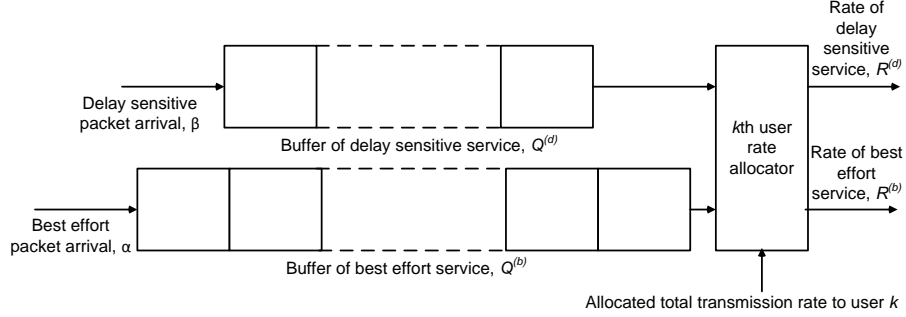 Rate of
delay
sensitive
service, R(d)
Delay sensitive
packet arrival, β
Buffer of delay sensitive service, Q(d)
kth user
rate
allocator
Rate of best
effort
service, R(b)
Best effort
packet arrival, α
Buffer of best effort service, Q(b)
Allocated total transmission rate to user k